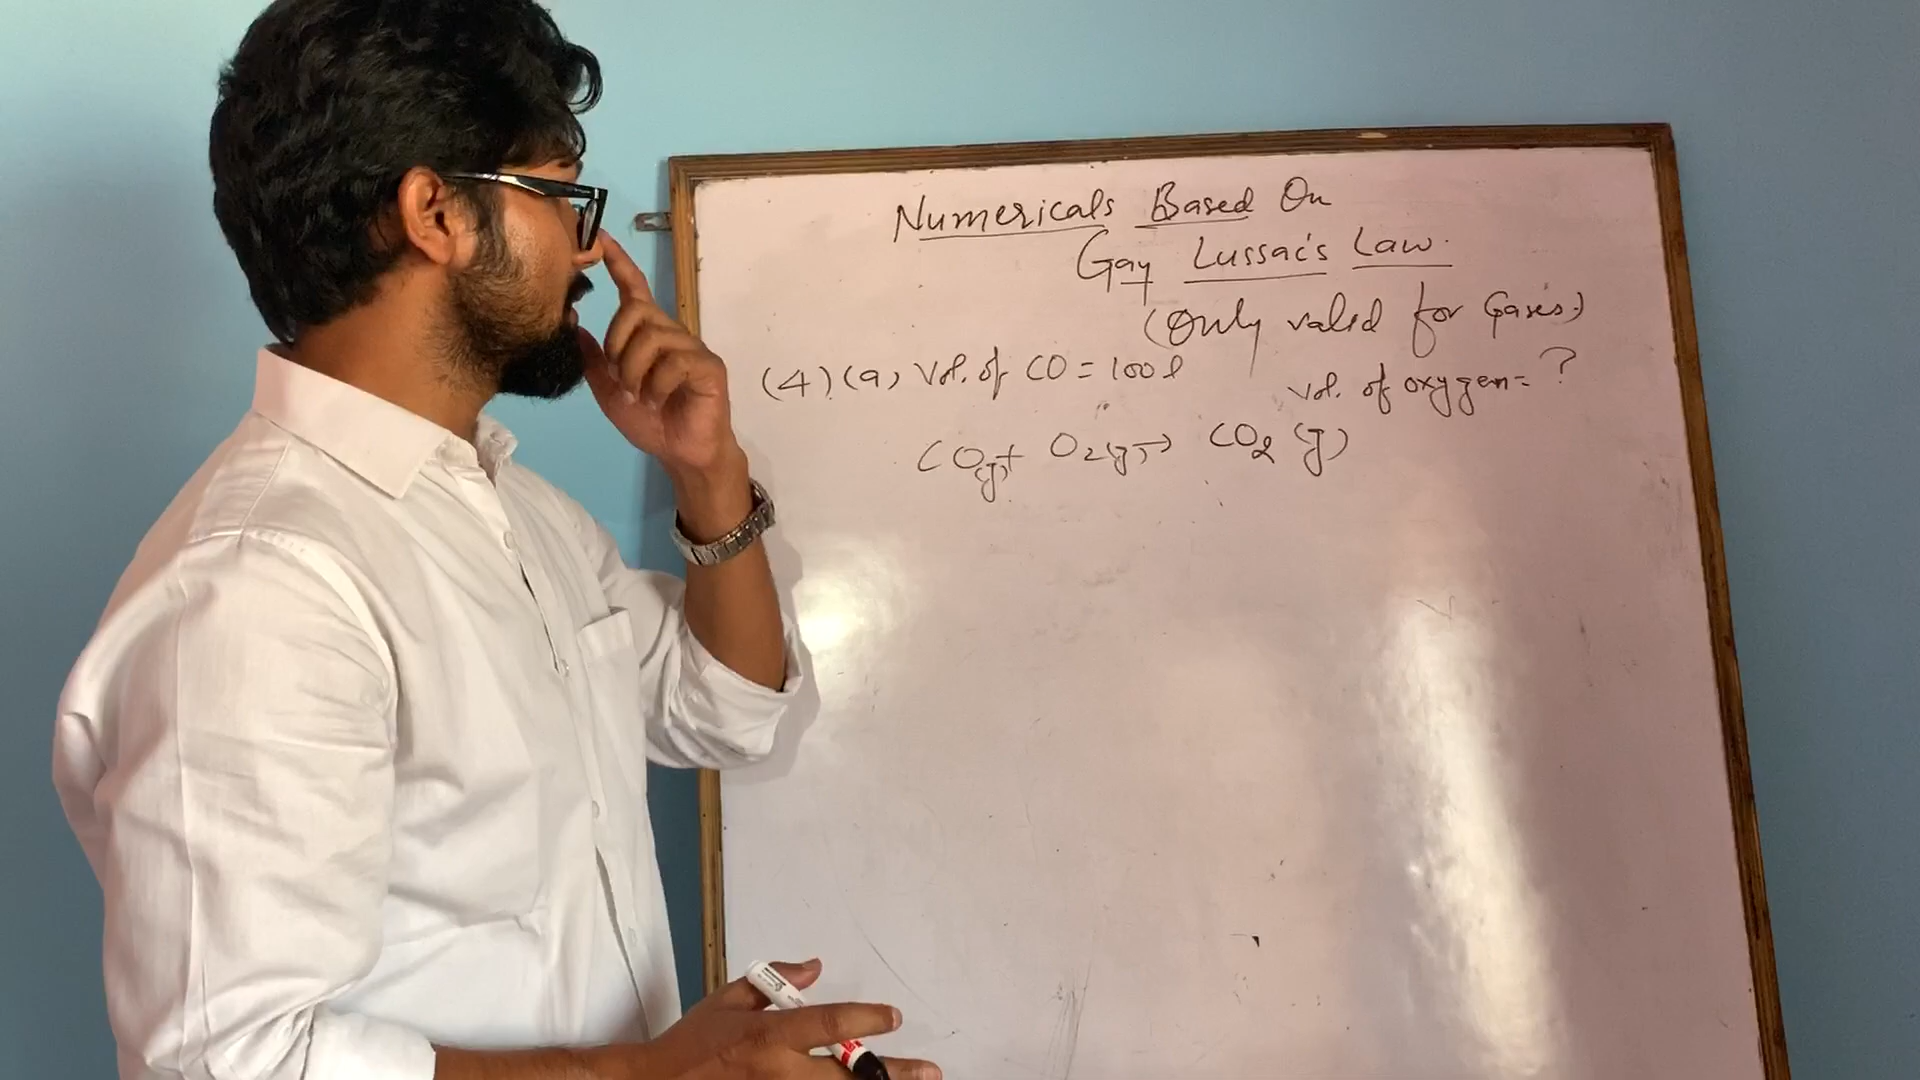 Numericals Based On
Gay Lussac's Law.
(Only valid for Gases.)
(4) (a) Vol. of CO = 100 l
vol. of oxygen = ?
CO(g) + O2(g) → CO2 (g)